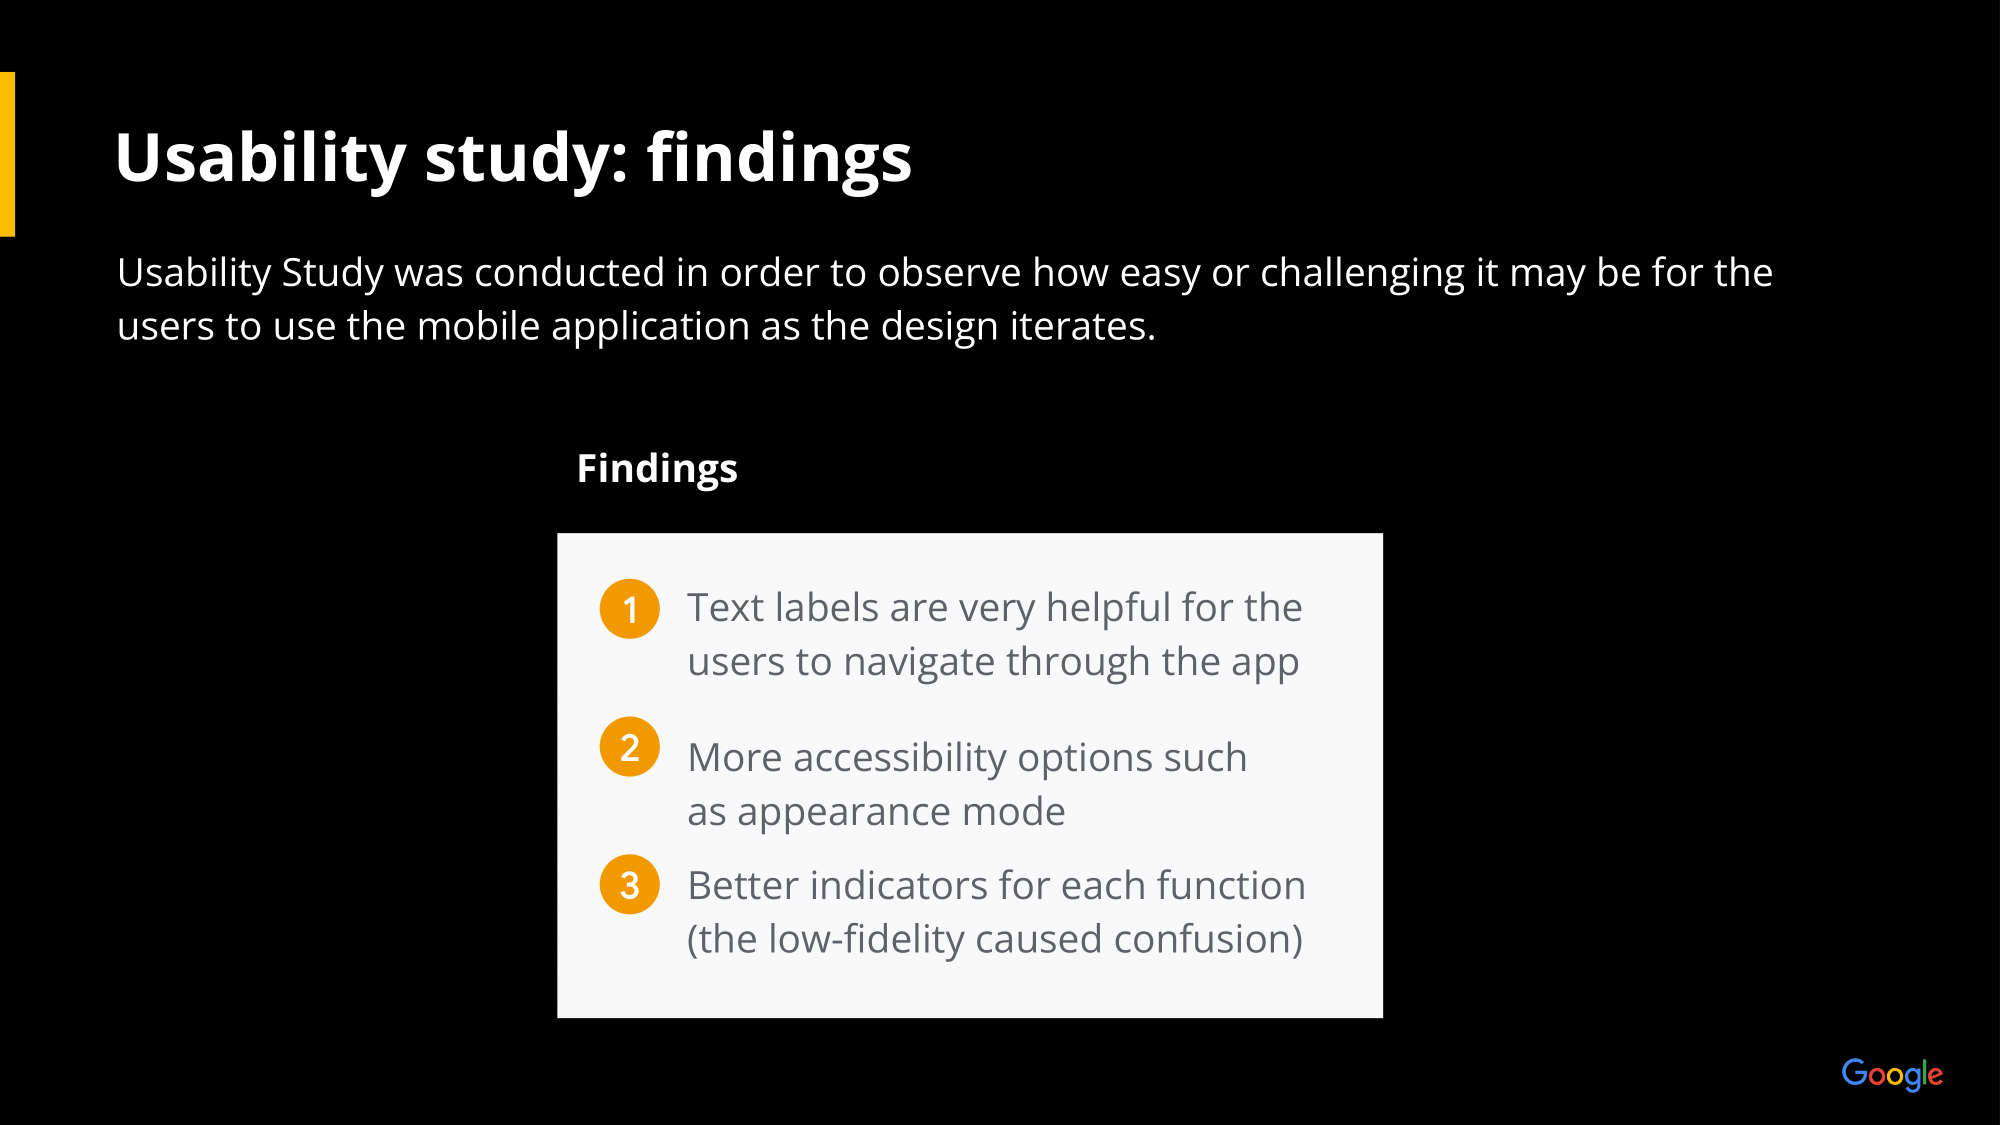 Usability study: findings
Usability Study was conducted in order to observe how easy or challenging it may be for the
users to use the mobile application as the design iterates.
Findings
1 Text labels are very helpful for the
users to navigate through the app
2 More accessibility options such
as appearance mode
3 Better indicators for each function
(the low-fidelity caused confusion)
Google